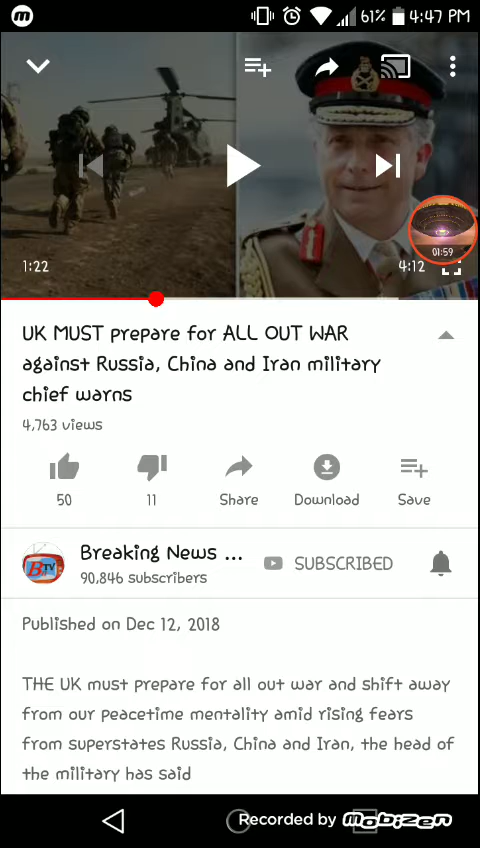 61% 4:47 PM
01:59
1:22 4:12
UK MUST prepare for ALL OUT WAR
against Russia, China and Iran military
chief warns
4,763 views
50 11 Share Download Save
BTV
Breaking News ... SUBSCRIBED
90,846 subscribers
Published on Dec 12, 2018
THE UK must prepare for all out war and shift away
from our peacetime mentality amid rising fears
from superstates Russia, China and Iran, the head of
the military has said
Recorded by Mobizen